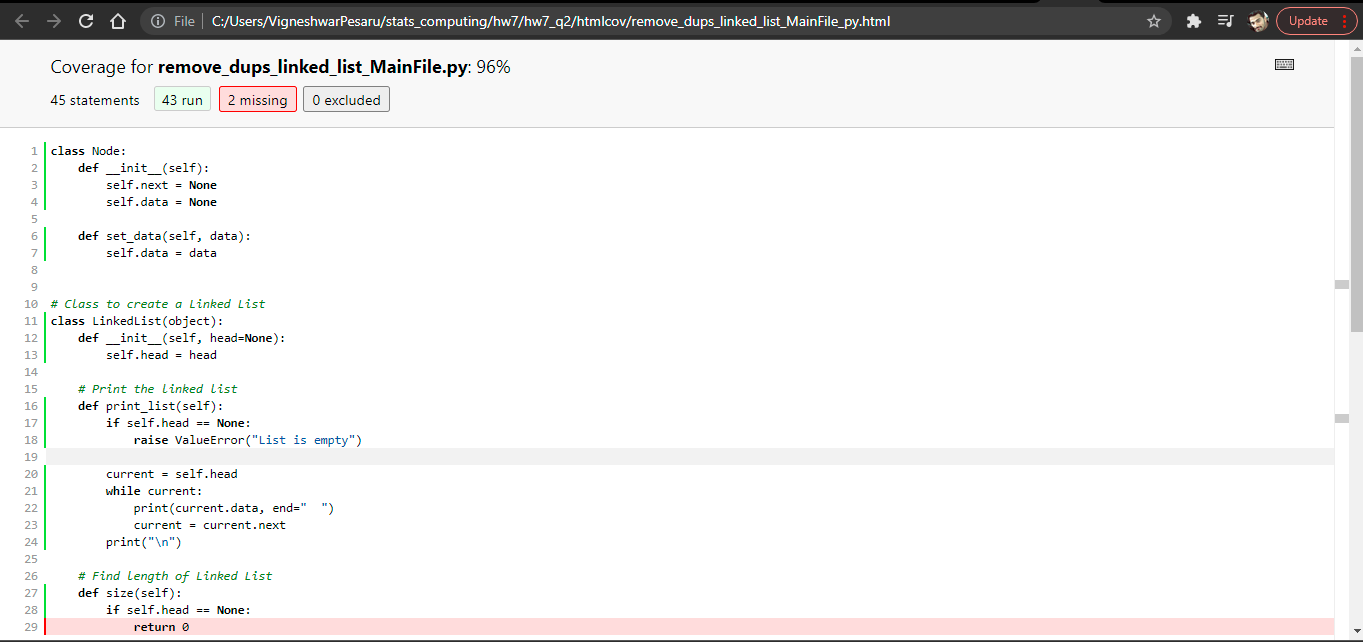 File C:/Users/VigneshwarPesaru/stats_computing/hw7/hw7_q2/htmlcov/remove_dups_linked_list_MainFile_py.html
Update
Coverage for remove_dups_linked_list_MainFile.py: 96%
45 statements 43 run 2 missing 0 excluded
1 class Node:
2 def __init__(self):
3 self.next = None
4 self.data = None
5
6 def set_data(self, data):
7 self.data = data
8
9
10 # Class to create a Linked List
11 class LinkedList(object):
12 def __init__(self, head=None):
13 self.head = head
14
15 # Print the linked list
16 def print_list(self):
17 if self.head == None:
18 raise ValueError("List is empty")
19
20 current = self.head
21 while current:
22 print(current.data, end="  ")
23 current = current.next
24 print("\n")
25
26 # Find length of Linked List
27 def size(self):
28 if self.head == None:
29 return 0